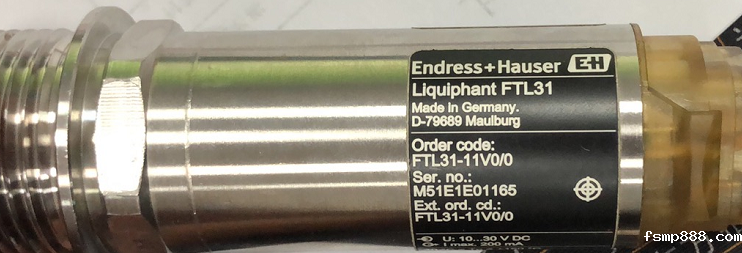 Endress+Hauser EH
Liquiphant FTL31
Made in Germany.
D-79689 Maulburg
Order code:
FTL31-11V0/0
Ser. no.:
M51E1E01165
Ext. ord. cd.:
FTL31-11V0/0
U: 10...30 V DC
I max. 200 mA
fsmp888.com